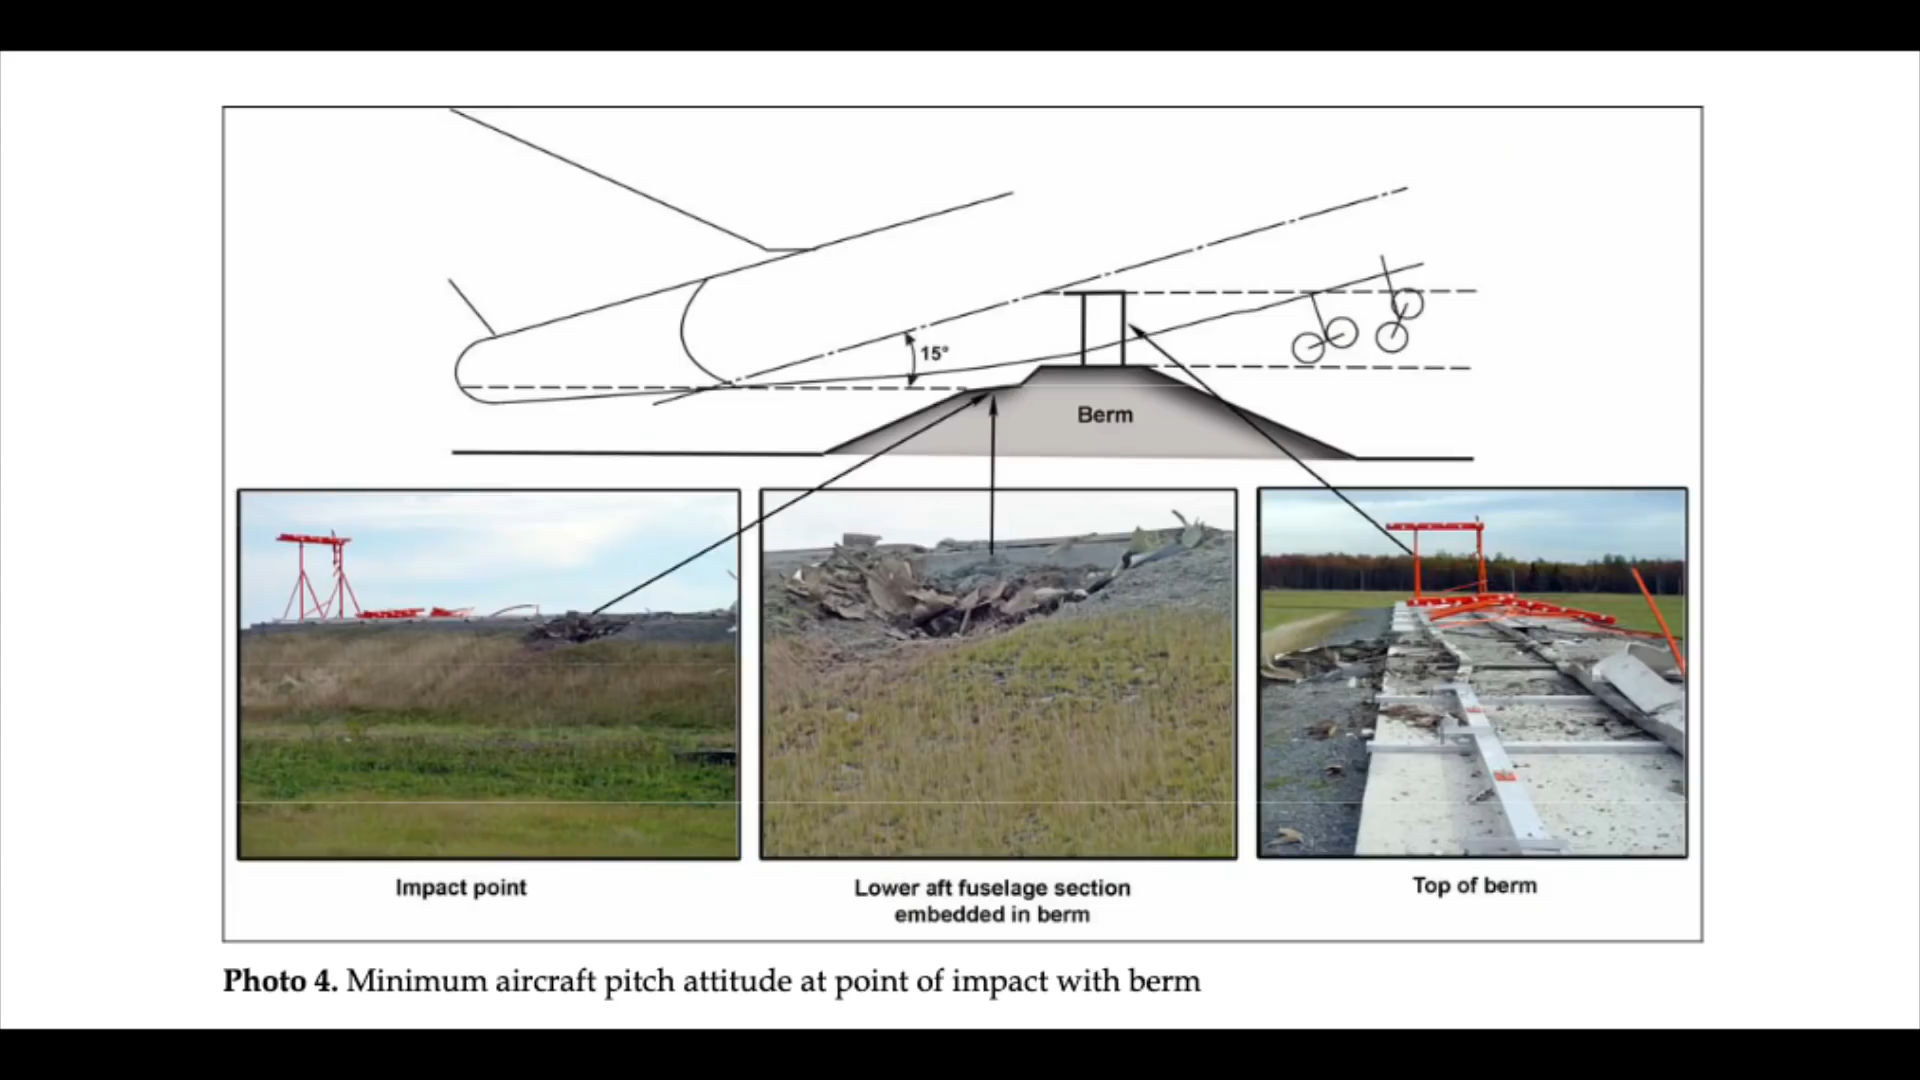 15°
Berm
Impact point
Lower aft fuselage section
embedded in berm
Top of berm
Photo 4. Minimum aircraft pitch attitude at point of impact with berm